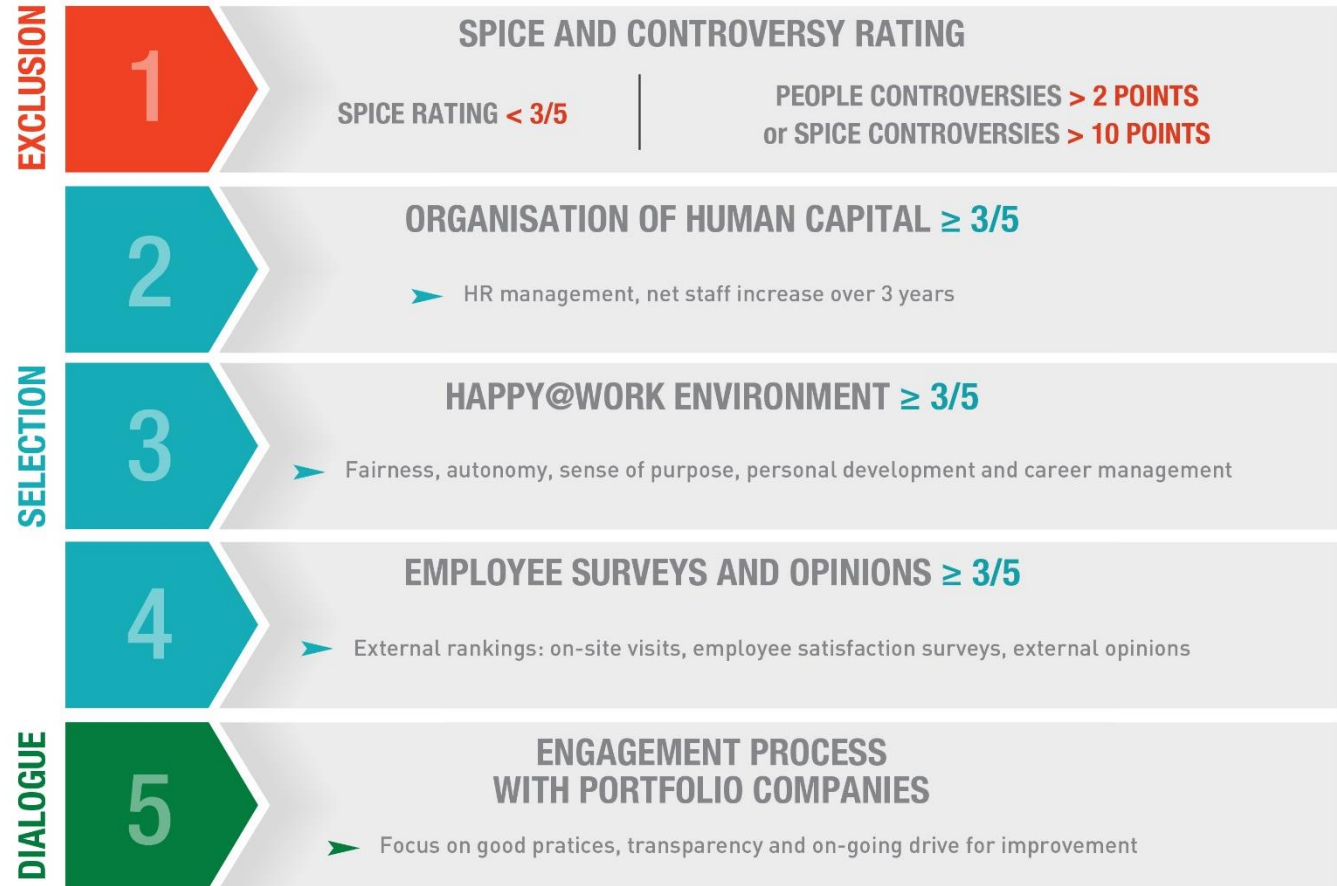 EXCLUSION
1
SPICE AND CONTROVERSY RATING
SPICE RATING < 3/5
PEOPLE CONTROVERSIES > 2 POINTS
or SPICE CONTROVERSIES > 10 POINTS
SELECTION
2
ORGANISATION OF HUMAN CAPITAL ≥ 3/5
HR management, net staff increase over 3 years
3
HAPPY@WORK ENVIRONMENT ≥ 3/5
Fairness, autonomy, sense of purpose, personal development and career management
4
EMPLOYEE SURVEYS AND OPINIONS ≥ 3/5
External rankings: on-site visits, employee satisfaction surveys, external opinions
DIALOGUE
5
ENGAGEMENT PROCESS
WITH PORTFOLIO COMPANIES
Focus on good pratices, transparency and on-going drive for improvement